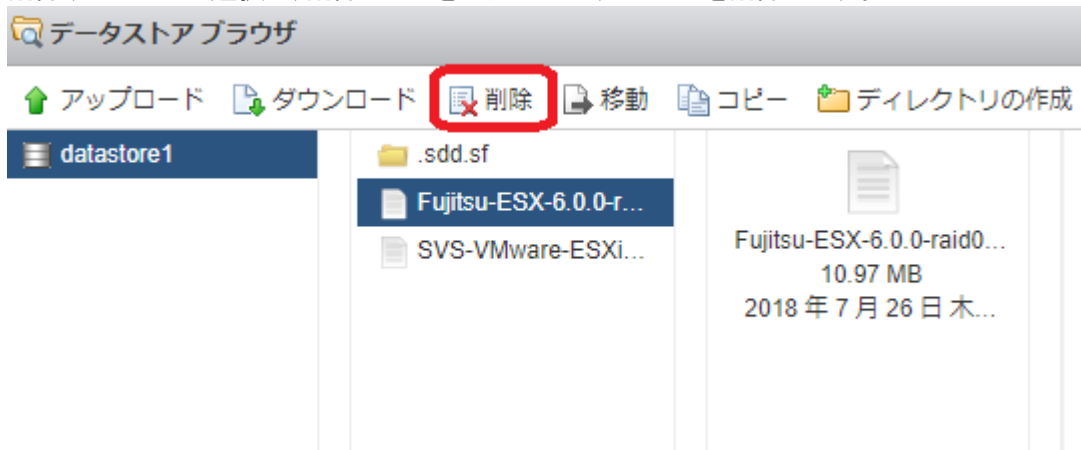 データストア ブラウザ
アップロード ダウンロード 削除 移動 コピー ディレクトリの作成
datastore1
.sdd.sf
Fujitsu-ESX-6.0.0-r...
SVS-VMware-ESXi...
Fujitsu-ESX-6.0.0-raid0...
10.97 MB
2018 年 7 月 26 日 木...